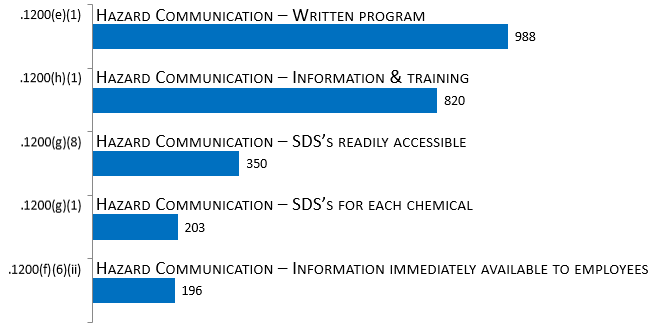 .1200(e)(1) Hazard Communication – Written program
988
.1200(h)(1) Hazard Communication – Information & training
820
.1200(g)(8) Hazard Communication – SDS's readily accessible
350
.1200(g)(1) Hazard Communication – SDS's for each chemical
203
.1200(f)(6)(ii) Hazard Communication – Information immediately available to employees
196